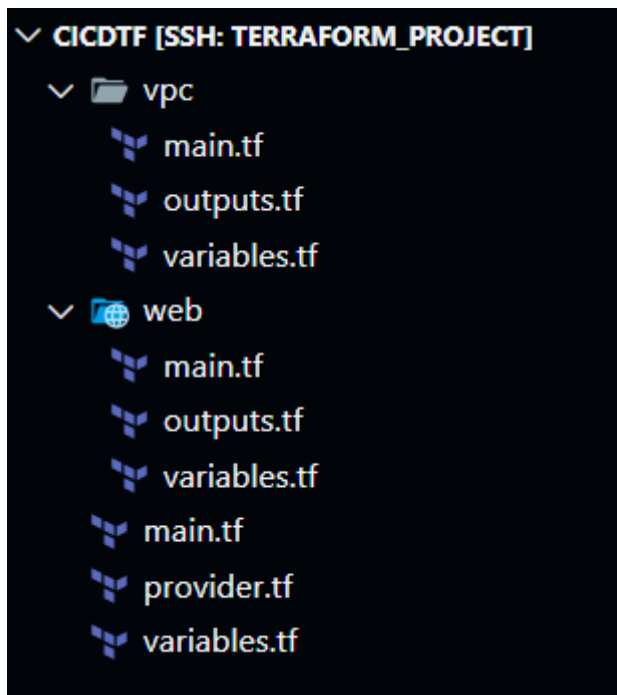 CICDTF [SSH: TERRAFORM_PROJECT]
vpc
main.tf
outputs.tf
variables.tf
web
main.tf
outputs.tf
variables.tf
main.tf
provider.tf
variables.tf